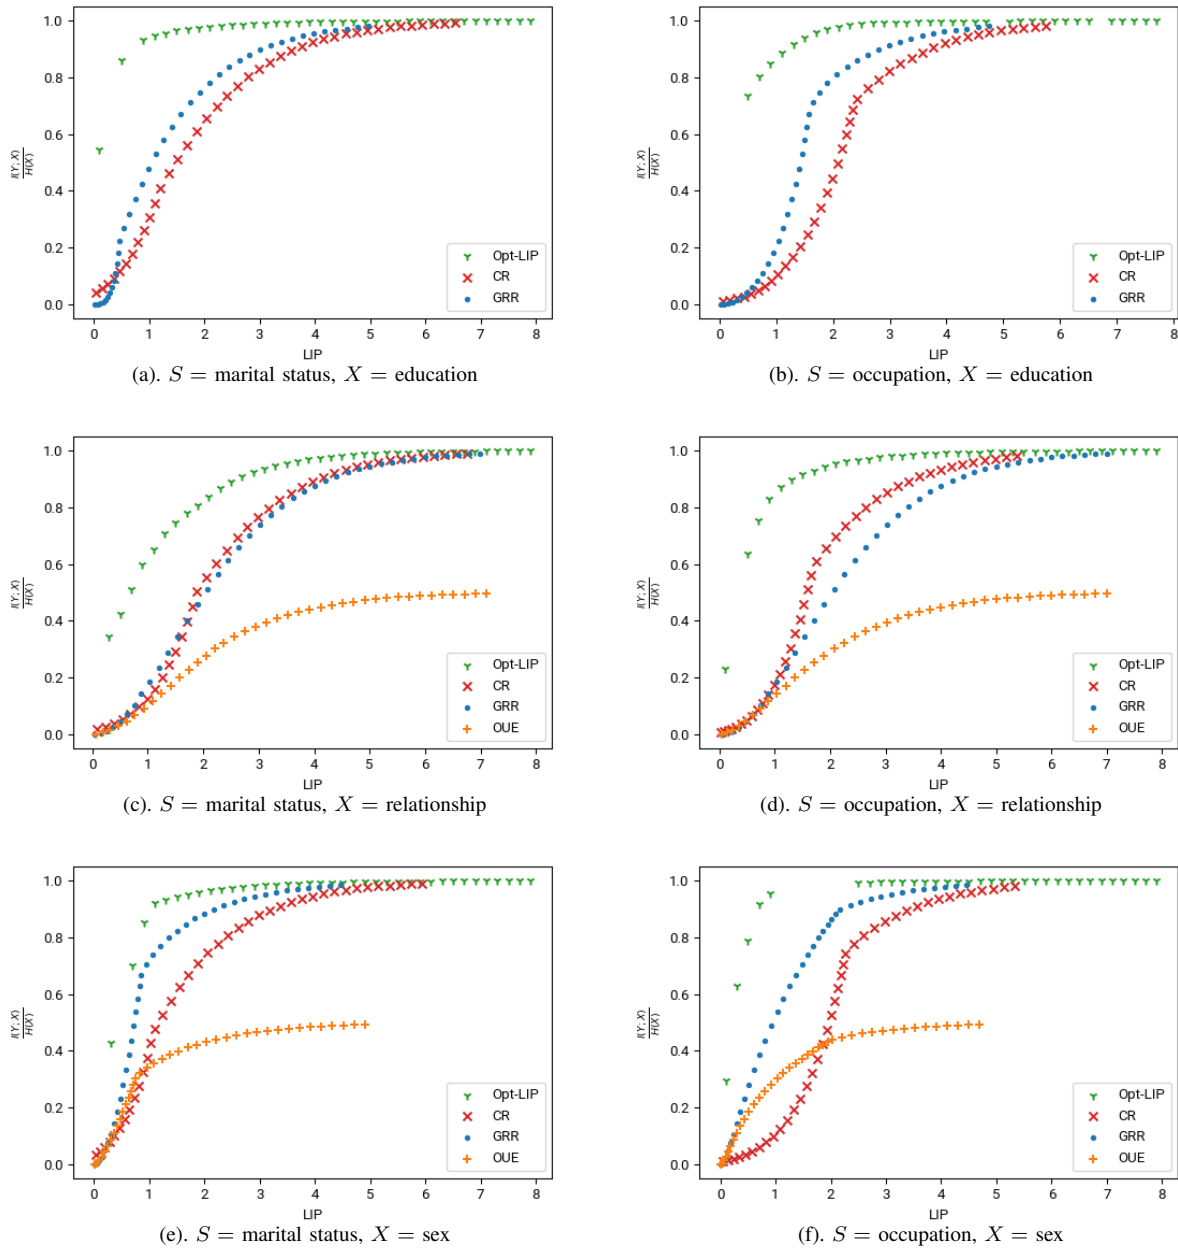 1.0
0.8
0.6
0.4
0.2
0.0
I(Y; X)
H(X)
Opt-LIP
CR
GRR
0 1 2 3 4 5 6 7 8
LIP
(a). S = marital status, X = education
1.0
0.8
0.6
0.4
0.2
0.0
I(Y; X)
H(X)
Opt-LIP
CR
GRR
0 1 2 3 4 5 6 7 8
LIP
(b). S = occupation, X = education
1.0
0.8
0.6
0.4
0.2
0.0
I(Y; X)
H(X)
Opt-LIP
CR
GRR
OUE
0 1 2 3 4 5 6 7 8
LIP
(c). S = marital status, X = relationship
1.0
0.8
0.6
0.4
0.2
0.0
I(Y; X)
H(X)
Opt-LIP
CR
GRR
OUE
0 1 2 3 4 5 6 7 8
LIP
(d). S = occupation, X = relationship
1.0
0.8
0.6
0.4
0.2
0.0
I(Y; X)
H(X)
Opt-LIP
CR
GRR
OUE
0 1 2 3 4 5 6 7 8
LIP
(e). S = marital status, X = sex
1.0
0.8
0.6
0.4
0.2
0.0
I(Y; X)
H(X)
Opt-LIP
CR
GRR
OUE
0 1 2 3 4 5 6 7 8
LIP
(f). S = occupation, X = sex